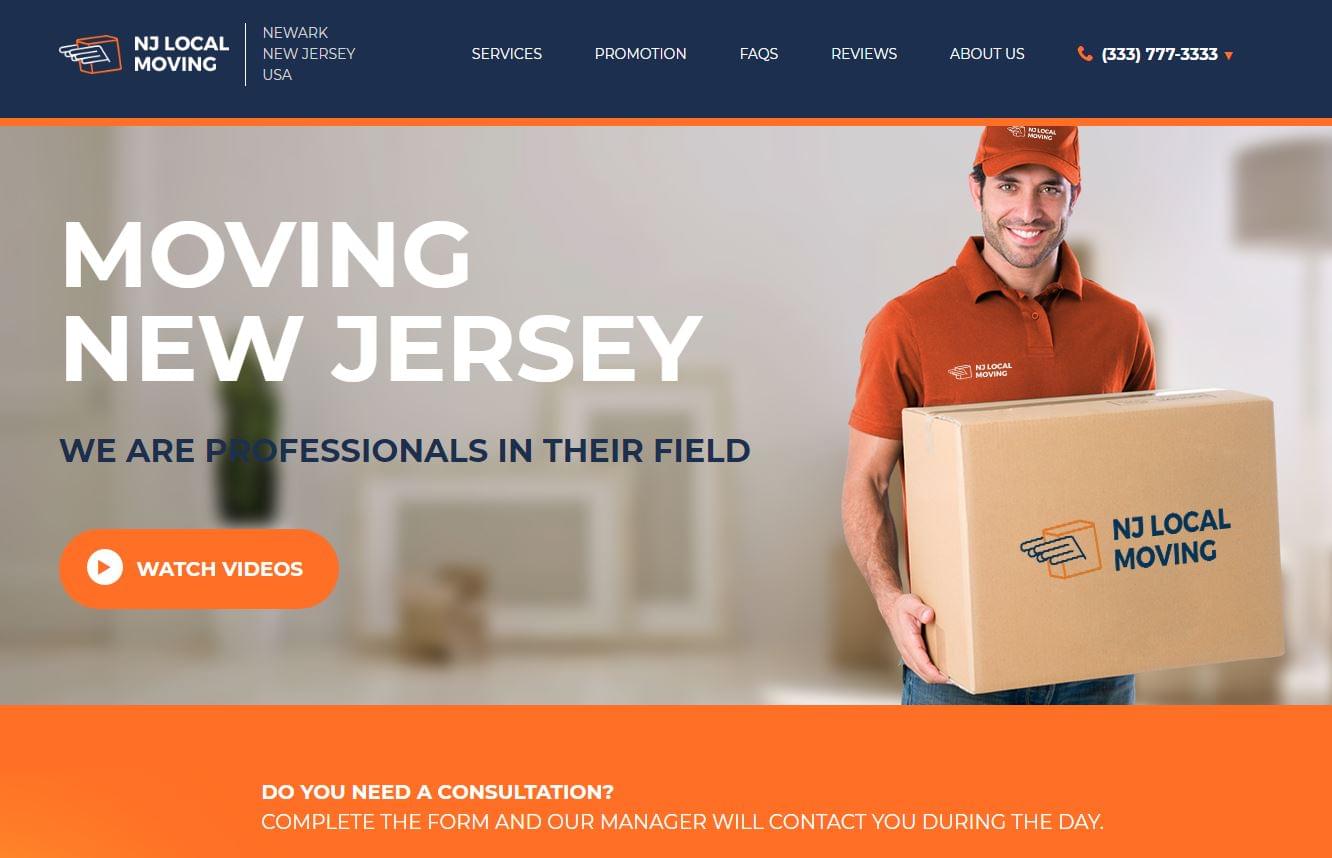 NJ LOCAL
MOVING
NEWARK
NEW JERSEY
USA
SERVICES
PROMOTION
FAQS
REVIEWS
ABOUT US
(333) 777-3333
NJ LOCAL
MOVING
MOVING
NEW JERSEY
WE ARE PROFESSIONALS IN THEIR FIELD
WATCH VIDEOS
NJ LOCAL
MOVING
NJ LOCAL
MOVING
DO YOU NEED A CONSULTATION?
COMPLETE THE FORM AND OUR MANAGER WILL CONTACT YOU DURING THE DAY.